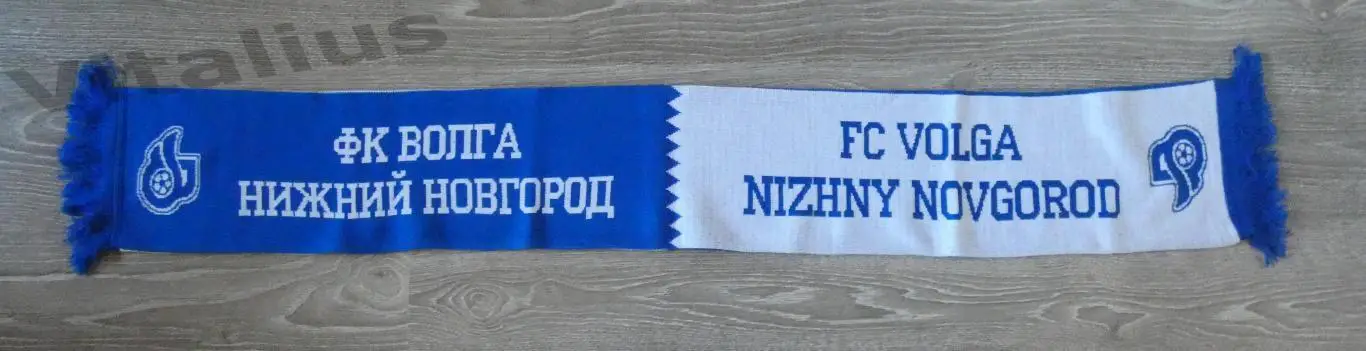 Vitalius
ФК ВОЛГА
НИЖНИЙ НОВГОРОД
FC VOLGA
NIZHNY NOVGOROD